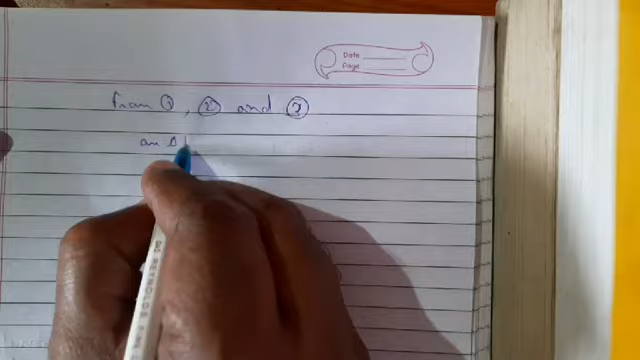 Date
Page
from ①, ② and ③
an Δ